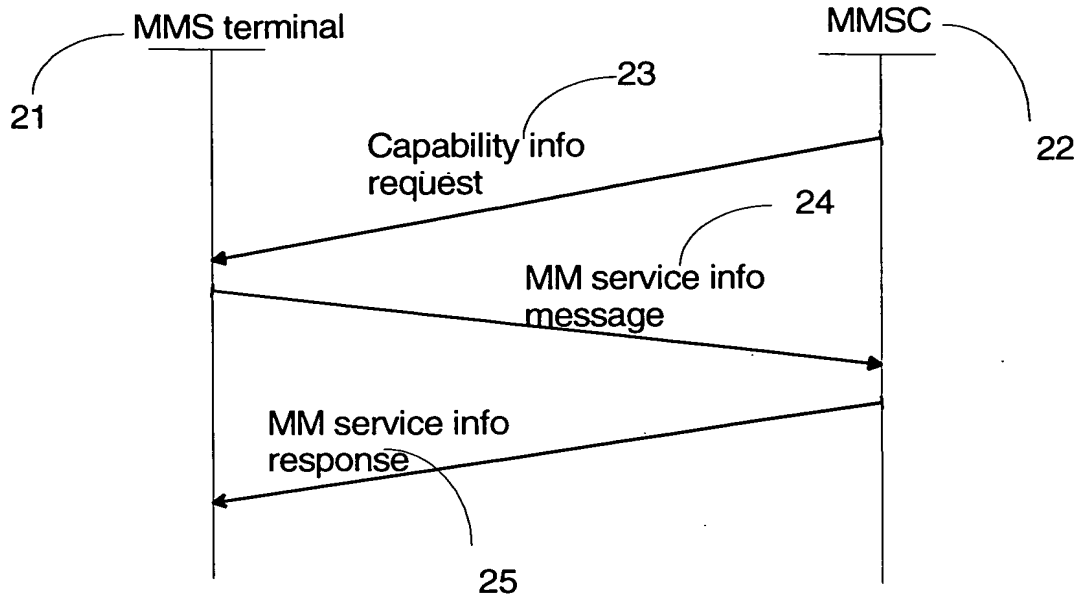 MMS terminal
MMSC
21
23
22
Capability info
request
24
MM service info
message
MM service info
response
25